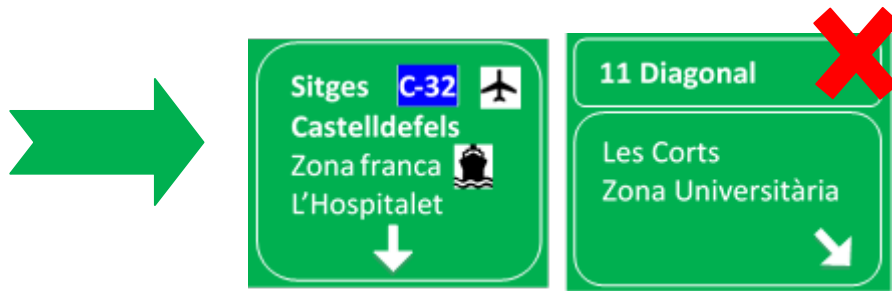 Sitges C-32
Castelldefels
Zona franca
L'Hospitalet
11 Diagonal
Les Corts
Zona Universitària